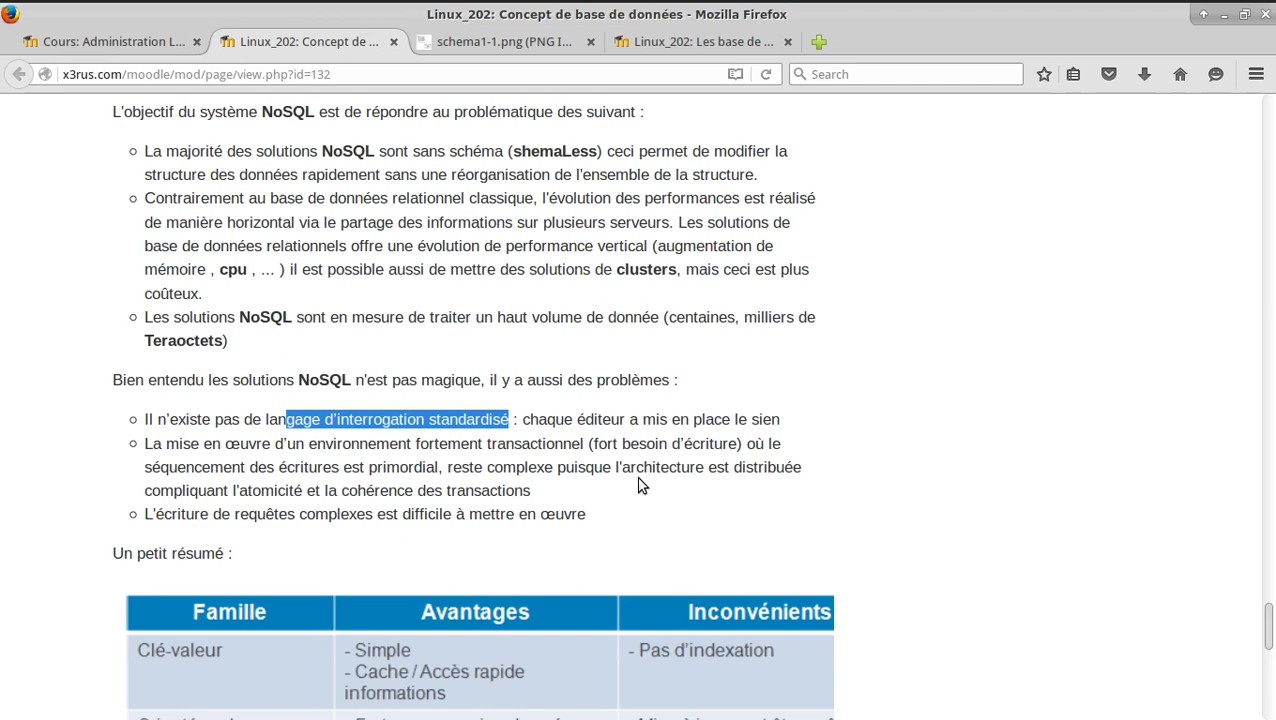 Linux_202: Concept de base de données - Mozilla Firefox
Cours: Administration L... Linux_202: Concept de ... schema1-1.png (PNG I... Linux_202: Les base de ...
x3rus.com/moodle/mod/page/view.php?id=132 Search
L'objectif du système NoSQL est de répondre au problématique des suivant :
La majorité des solutions NoSQL sont sans schéma (shemaLess) ceci permet de modifier la
structure des données rapidement sans une réorganisation de l'ensemble de la structure.
Contrairement au base de données relationnel classique, l'évolution des performances est réalisé
de manière horizontal via le partage des informations sur plusieurs serveurs. Les solutions de
base de données relationnels offre une évolution de performance vertical (augmentation de
mémoire , cpu , ... ) il est possible aussi de mettre des solutions de clusters, mais ceci est plus
coûteux.
Les solutions NoSQL sont en mesure de traiter un haut volume de donnée (centaines, milliers de
Teraoctets)
Bien entendu les solutions NoSQL n'est pas magique, il y a aussi des problèmes :
Il n’existe pas de langage d’interrogation standardisé : chaque éditeur a mis en place le sien
La mise en œuvre d’un environnement fortement transactionnel (fort besoin d’écriture) où le
séquencement des écritures est primordial, reste complexe puisque l'architecture est distribuée
compliquant l'atomicité et la cohérence des transactions
L'écriture de requêtes complexes est difficile à mettre en œuvre
Un petit résumé :
Famille Avantages Inconvénients
Clé-valeur - Simple - Pas d’indexation
- Cache / Accès rapide
informations